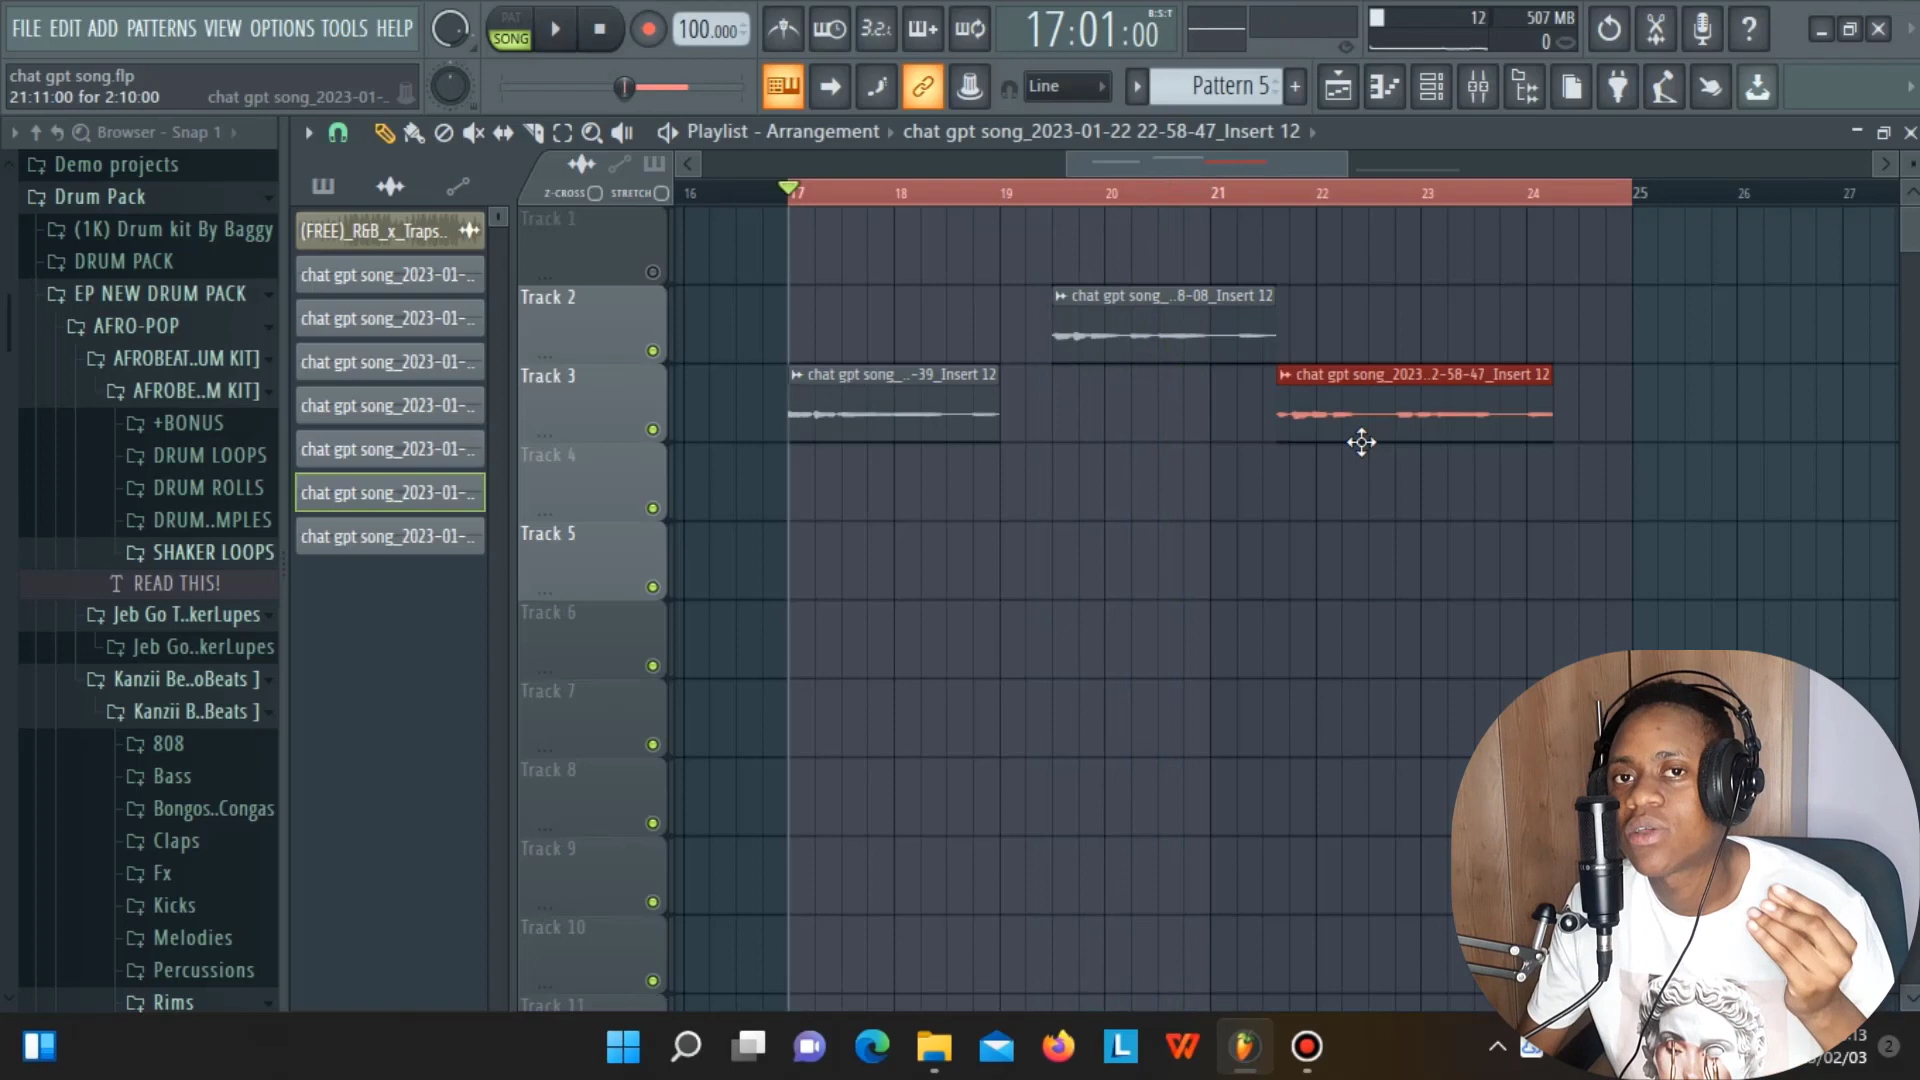 FILE EDIT ADD PATTERNS VIEW OPTIONS TOOLS HELP
PAT
SONG
100.000
3.2
17:01:00
B:S:T
12
507 MB
0
chat gpt song.flp
21:11:00 for 2:10:00
chat gpt song_2023-01-..
Line
Pattern 5
Browser - Snap 1
Playlist - Arrangement
chat gpt song_2023-01-22 22-58-47_Insert 12
Z-CROSS
STRETCH
16
17
18
19
20
21
22
23
24
25
26
27
Demo projects
Drum Pack
(1K) Drum kit By Baggy
DRUM PACK
EP NEW DRUM PACK
AFRO-POP
AFROBEAT..UM KIT]
AFROBE..M KIT]
+BONUS
DRUM LOOPS
DRUM ROLLS
DRUM..MPLES
SHAKER LOOPS
READ THIS!
Jeb Go T..kerLupes
Jeb Go..kerLupes
Kanzii Be..oBeats ]
Kanzii B..Beats ]
808
Bass
Bongos..Congas
Claps
Fx
Kicks
Melodies
Percussions
Rims
(FREE)_R&B_x_Traps..
chat gpt song_2023-01-..
chat gpt song_2023-01-..
chat gpt song_2023-01-..
chat gpt song_2023-01-..
chat gpt song_2023-01-..
chat gpt song_2023-01-..
chat gpt song_2023-01-..
Track 1
Track 2
chat gpt song_..8-08_Insert 12
Track 3
chat gpt song_..-39_Insert 12
chat gpt song_2023..2-58-47_Insert 12
Track 4
Track 5
Track 6
Track 7
Track 8
Track 9
Track 10
Track 11
L
W
:13
/02/03
2